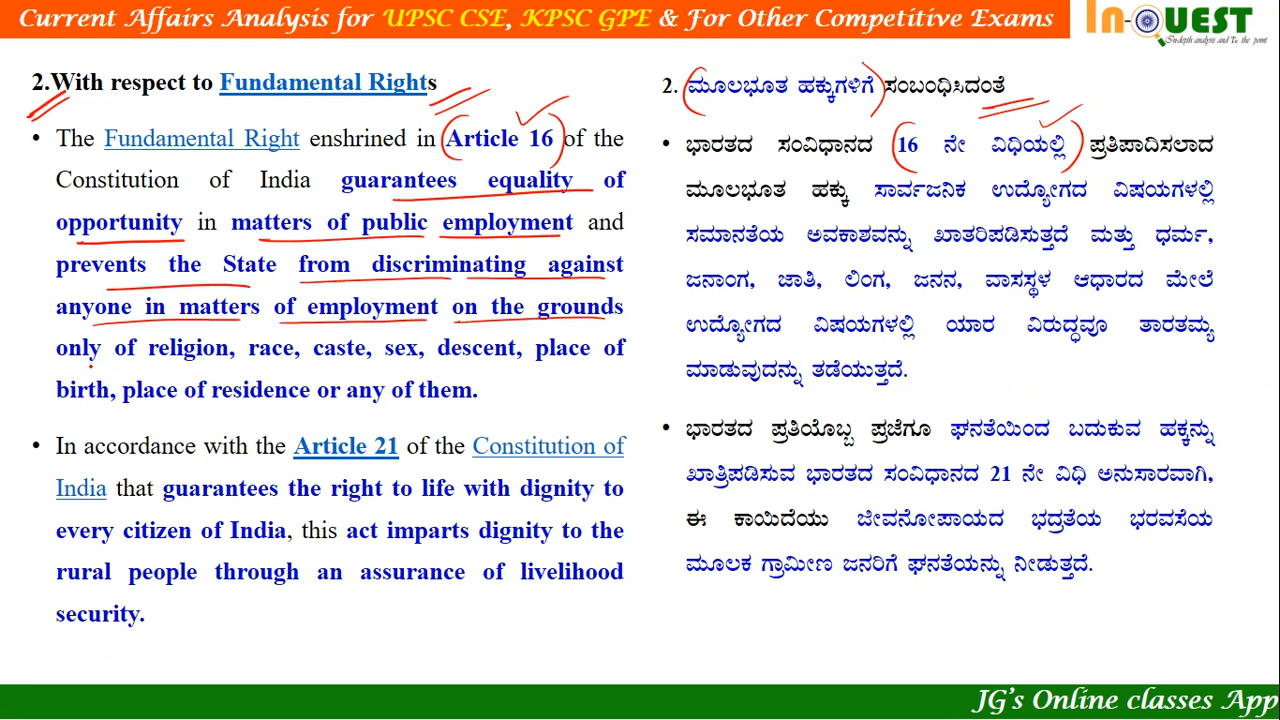 Current Affairs Analysis for UPSC CSE, KPSC GPE & For Other Competitive Exams
In-QUEST
In-depth analysis and To the point
2.With respect to Fundamental Rights
• The Fundamental Right enshrined in Article 16 of the
Constitution of India guarantees equality of
opportunity in matters of public employment and
prevents the State from discriminating against
anyone in matters of employment on the grounds
only of religion, race, caste, sex, descent, place of
birth, place of residence or any of them.
• In accordance with the Article 21 of the Constitution of
India that guarantees the right to life with dignity to
every citizen of India, this act imparts dignity to the
rural people through an assurance of livelihood
security.
2. ಮೂಲಭೂತ ಹಕ್ಕುಗಳಿಗೆ ಸಂಬಂಧಿಸಿದಂತೆ
• ಭಾರತದ ಸಂವಿಧಾನದ 16 ನೇ ವಿಧಿಯಲ್ಲಿ ಪ್ರತಿಪಾದಿಸಲಾದ
ಮೂಲಭೂತ ಹಕ್ಕು ಸಾರ್ವಜನಿಕ ಉದ್ಯೋಗದ ವಿಷಯಗಳಲ್ಲಿ
ಸಮಾನತೆಯ ಅವಕಾಶವನ್ನು ಖಾತರಿಪಡಿಸುತ್ತದೆ ಮತ್ತು ಧರ್ಮ,
ಜನಾಂಗ, ಜಾತಿ, ಲಿಂಗ, ಜನನ, ವಾಸಸ್ಥಳ ಆಧಾರದ ಮೇಲೆ
ಉದ್ಯೋಗದ ವಿಷಯಗಳಲ್ಲಿ ಯಾರ ವಿರುದ್ಧವೂ ತಾರತಮ್ಯ
ಮಾಡುವುದನ್ನು ತಡೆಯುತ್ತದೆ.
• ಭಾರತದ ಪ್ರತಿಯೊಬ್ಬ ಪ್ರಜೆಗೂ ಘನತೆಯಿಂದ ಬದುಕುವ ಹಕ್ಕನ್ನು
ಖಾತ್ರಿಪಡಿಸುವ ಭಾರತದ ಸಂವಿಧಾನದ 21 ನೇ ವಿಧಿ ಅನುಸಾರವಾಗಿ,
ಈ ಕಾಯಿದೆಯು ಜೀವನೋಪಾಯದ ಭದ್ರತೆಯ ಭರವಸೆಯ
ಮೂಲಕ ಗ್ರಾಮೀಣ ಜನರಿಗೆ ಘನತೆಯನ್ನು ನೀಡುತ್ತದೆ.
JG's Online classes App